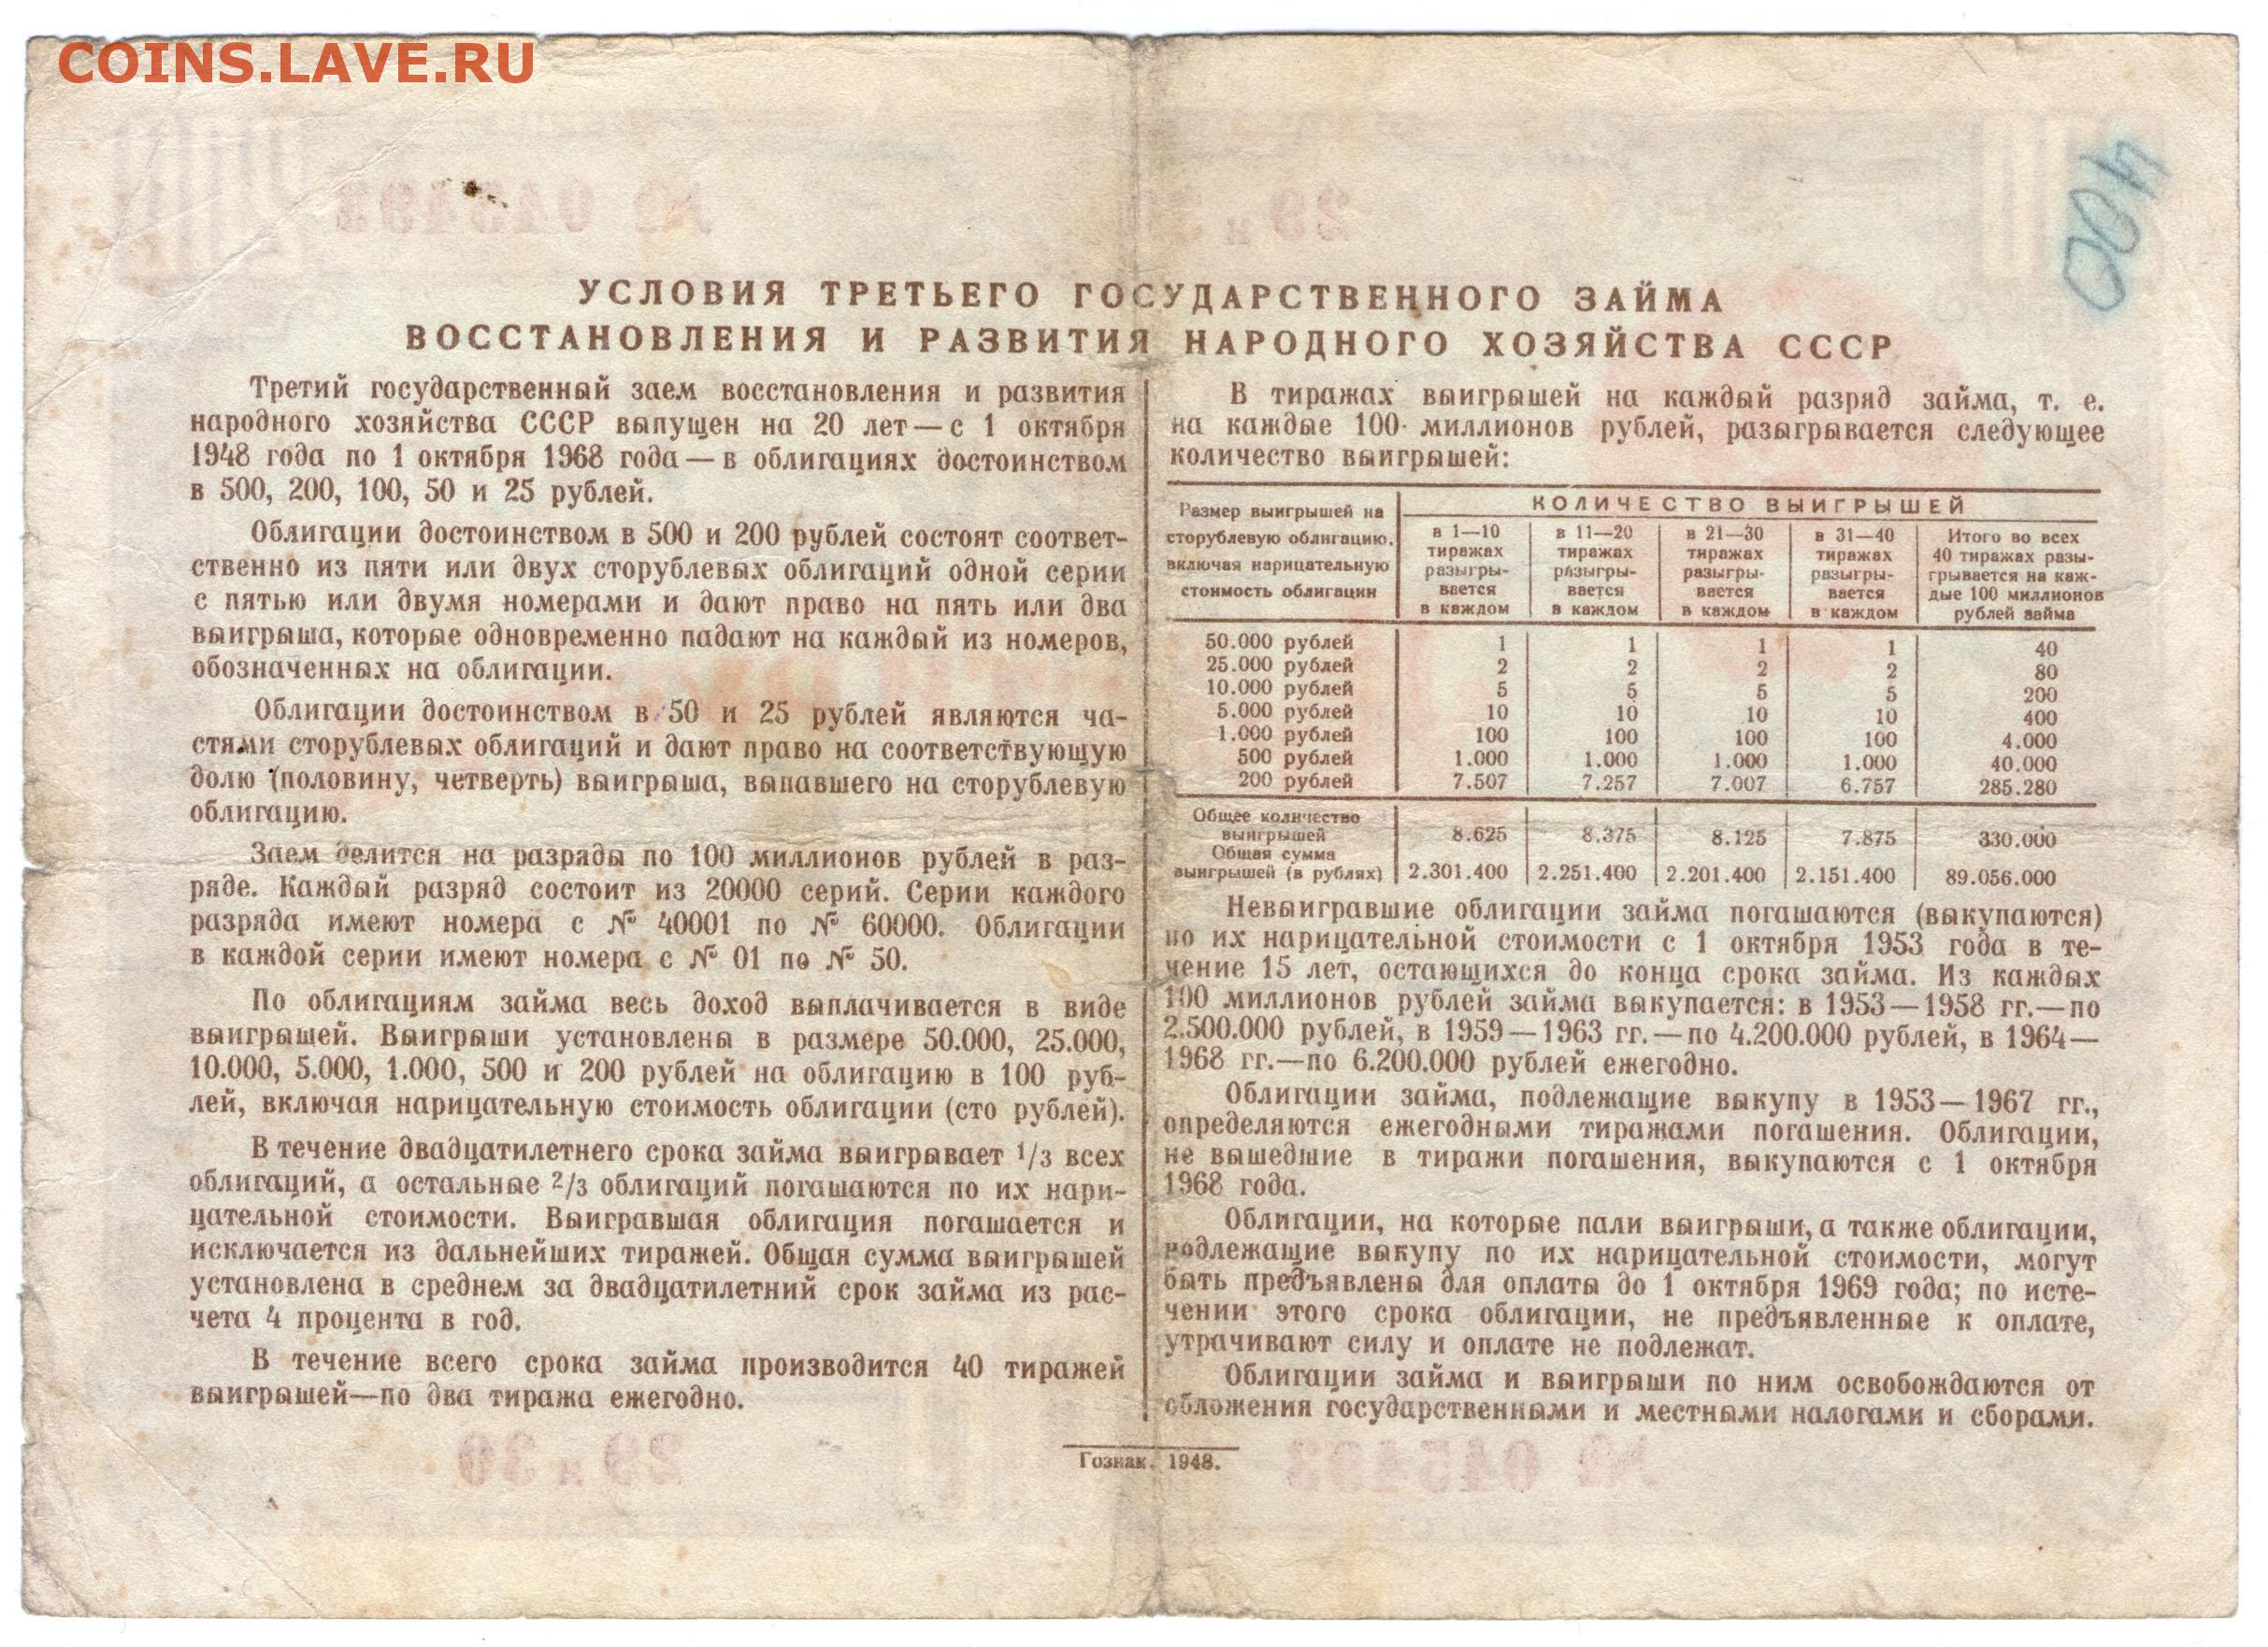 COINS.LAVE.RU
400
УСЛОВИЯ ТРЕТЬЕГО ГОСУДАРСТВЕННОГО ЗАЙМА
ВОССТАНОВЛЕНИЯ И РАЗВИТИЯ НАРОДНОГО ХОЗЯЙСТВА СССР
Третий государственный заем восстановления и развития
народного хозяйства СССР выпущен на 20 лет — с 1 октября
1948 года по 1 октября 1968 года — в облигациях достоинством
в 500, 200, 100, 50 и 25 рублей.
Облигации достоинством в 500 и 200 рублей состоят соответ-
ственно из пяти или двух сторублевых облигаций одной серии
с пятью или двумя номерами и дают право на пять или два
выигрыша, которые одновременно падают на каждый из номеров,
обозначенных на облигации.
Облигации достоинством в 50 и 25 рублей являются ча-
стями сторублевых облигаций и дают право на соответствующую
долю (половину, четверть) выигрыша, выпавшего на сторублевую
облигацию.
Заем делится на разряды по 100 миллионов рублей в раз-
ряде. Каждый разряд состоит из 20000 серий. Серии каждого
разряда имеют номера с № 40001 по № 60000. Облигации
в каждой серии имеют номера с № 01 по № 50.
По облигациям займа весь доход выплачивается в виде
выигрышей. Выигрыши установлены в размере 50.000, 25.000,
10.000, 5.000, 1.000, 500 и 200 рублей на облигацию в 100 руб-
лей, включая нарицательную стоимость облигации (сто рублей).
В течение двадцатилетнего срока займа выигрывает 1/3 всех
облигаций, а остальные 2/3 облигаций погашаются по их нари-
цательной стоимости. Выигравшая облигация погашается и
исключается из дальнейших тиражей. Общая сумма выигрышей
установлена в среднем за двадцатилетний срок займа из рас-
чета 4 процента в год.
В течение всего срока займа производится 40 тиражей
выигрышей—по два тиража ежегодно.
В тиражах выигрышей на каждый разряд займа, т. е.
на каждые 100 миллионов рублей, разыгрывается следующее
количество выигрышей:
Размер выигрышей на
сторублевую облигацию,
включая нарицательную
стоимость облигации
КОЛИЧЕСТВО ВЫИГРЫШЕЙ
в 1—10 в 11—20 в 21—30 в 31—40 Итого во всех
тиражах тиражах тиражах тиражах 40 тиражах разы-
разыгры- разыгры- разыгры- разыгры- грывается на каж-
вается вается вается вается дые 100 миллионов
в каждом в каждом в каждом в каждом рублей займа
50.000 рублей 1 1 1 1 40
25.000 рублей 2 2 2 2 80
10.000 рублей 5 5 5 5 200
5.000 рублей 10 10 10 10 400
1.000 рублей 100 100 100 100 4.000
500 рублей 1.000 1.000 1.000 1.000 40.000
200 рублей 7.507 7.257 7.007 6.757 285.280
Общее количество
выигрышей 8.625 8.375 8.125 7.875 330.000
Общая сумма
выигрышей (в рублях) 2.301.400 2.251.400 2.201.400 2.151.400 89.056.000
Невыигравшие облигации займа погашаются (выкупаются)
по их нарицательной стоимости с 1 октября 1953 года в те-
чение 15 лет, остающихся до конца срока займа. Из каждых
100 миллионов рублей займа выкупается: в 1953—1958 гг.—по
2.500.000 рублей, в 1959—1963 гг.—по 4.200.000 рублей, в 1964—
1968 гг.—по 6.200.000 рублей ежегодно.
Облигации займа, подлежащие выкупу в 1953—1967 гг.,
определяются ежегодными тиражами погашения. Облигации,
не вышедшие в тиражи погашения, выкупаются с 1 октября
1968 года.
Облигации, на которые пали выигрыши, а также облигации,
подлежащие выкупу по их нарицательной стоимости, могут
быть предъявлены для оплаты до 1 октября 1969 года; по исте-
чении этого срока облигации, не предъявленные к оплате,
утрачивают силу и оплате не подлежат.
Облигации займа и выигрыши по ним освобождаются от
обложения государственными и местными налогами и сборами.
Гознак. 1948.